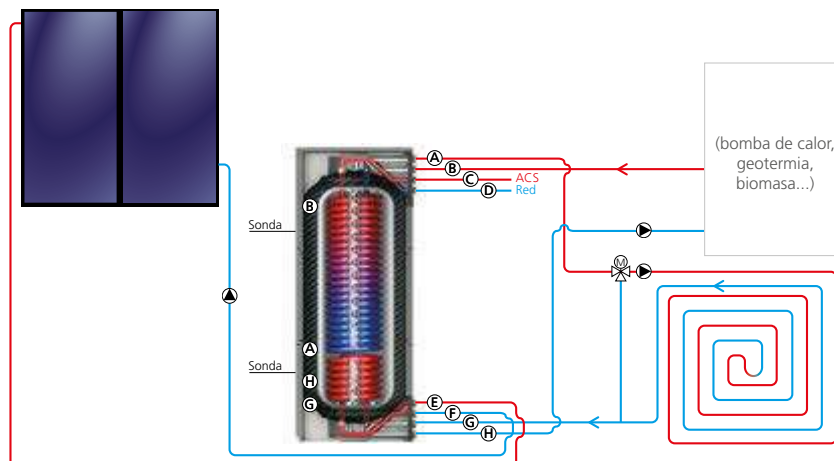 (bomba de calor,
geotermia,
biomasa...)
A
B
C
ACS
D
Red
B
Sonda
M
A
Sonda
H
G
E
F
G
H